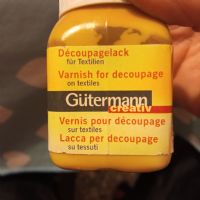 Découpagelack
für Textilien
Varnish for decoupage
on textiles
Gütermann
creativ
Vernis pour découpage
sur textiles
Lacca per decoupage
su tessuti